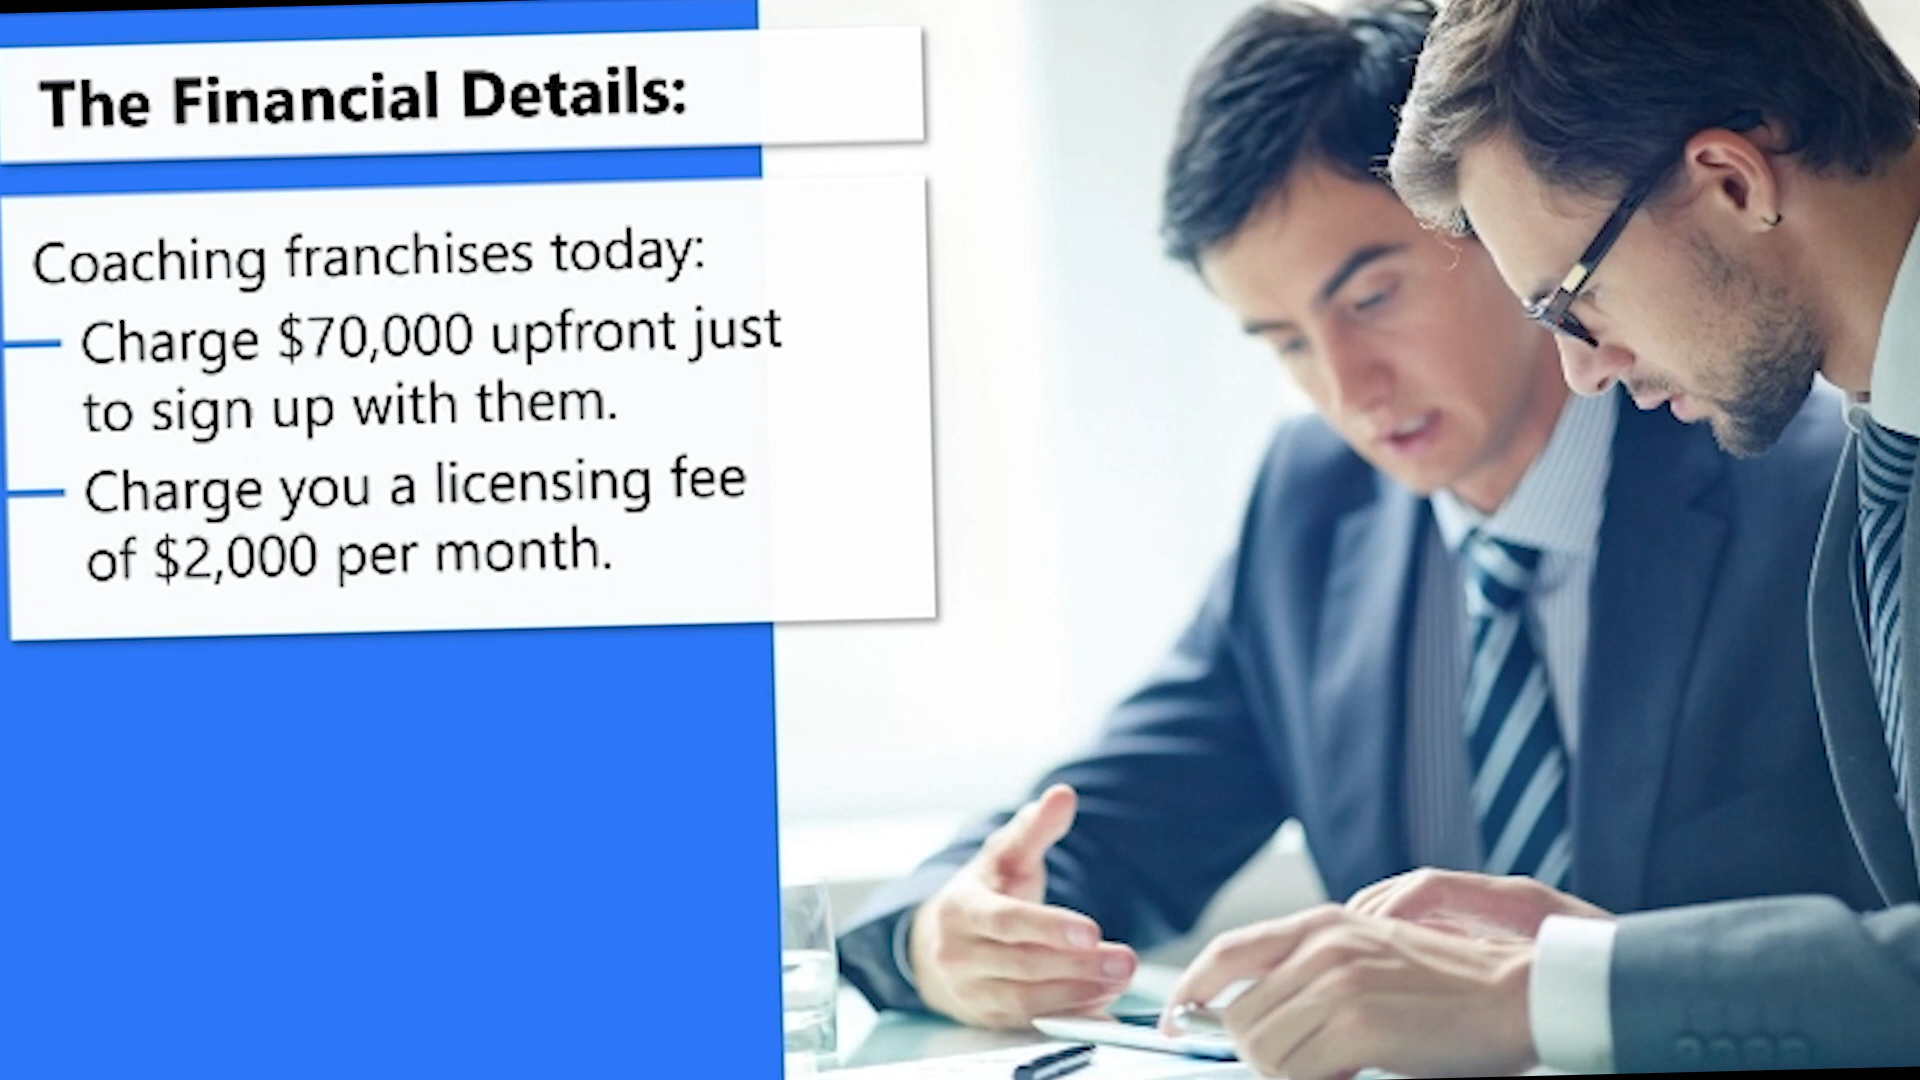 The Financial Details:
Coaching franchises today:
Charge $70,000 upfront just
to sign up with them.
Charge you a licensing fee
of $2,000 per month.